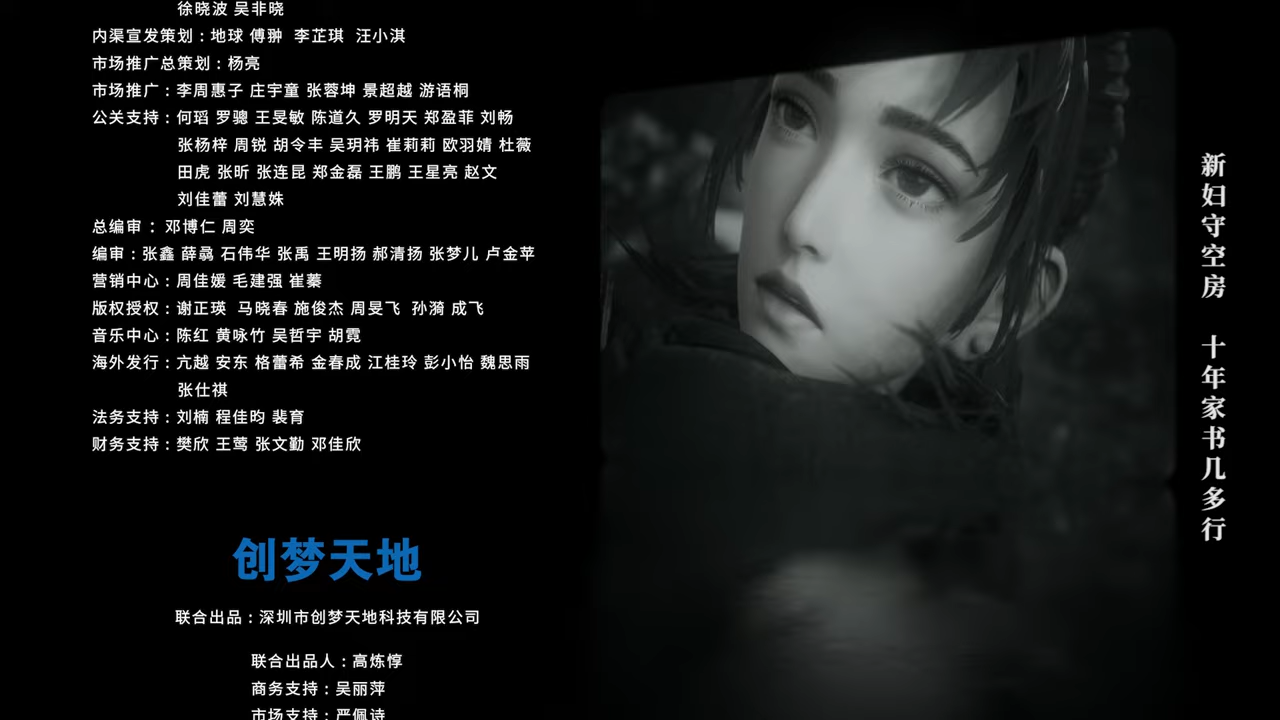 徐晓波 吴非晓
内渠宣发策划：地球 傅翀 李芷琪 汪小淇
市场推广总策划：杨亮
市场推广：李周惠子 庄宇童 张蓉坤 景超越 游语桐
公关支持：何瑫 罗骢 王旻敏 陈道久 罗明天 郑盈菲 刘畅
张杨梓 周锐 胡令丰 吴玥祎 崔莉莉 欧羽婧 杜薇
田虎 张昕 张连昆 郑金磊 王鹏 王星亮 赵文
刘佳蕾 刘慧姝
总编审：邓博仁 周奕
编审：张鑫 薛骉 石伟华 张禹 王明扬 郝清扬 张梦儿 卢金苹
营销中心：周佳媛 毛建强 崔蓁
版权授权：谢正瑛 马晓春 施俊杰 周旻飞 孙漪 成飞
音乐中心：陈红 黄咏竹 吴哲宇 胡霓
海外发行：亢越 安东 格蕾希 金春成 江桂玲 彭小怡 魏思雨
张仕祺
法务支持：刘楠 程佳昀 裴育
财务支持：樊欣 王莺 张文勤 邓佳欣
创梦天地
联合出品：深圳市创梦天地科技有限公司
联合出品人：高炼惇
商务支持：吴丽萍
市场支持：严佩诗
新妇守空房 十年家书几多行